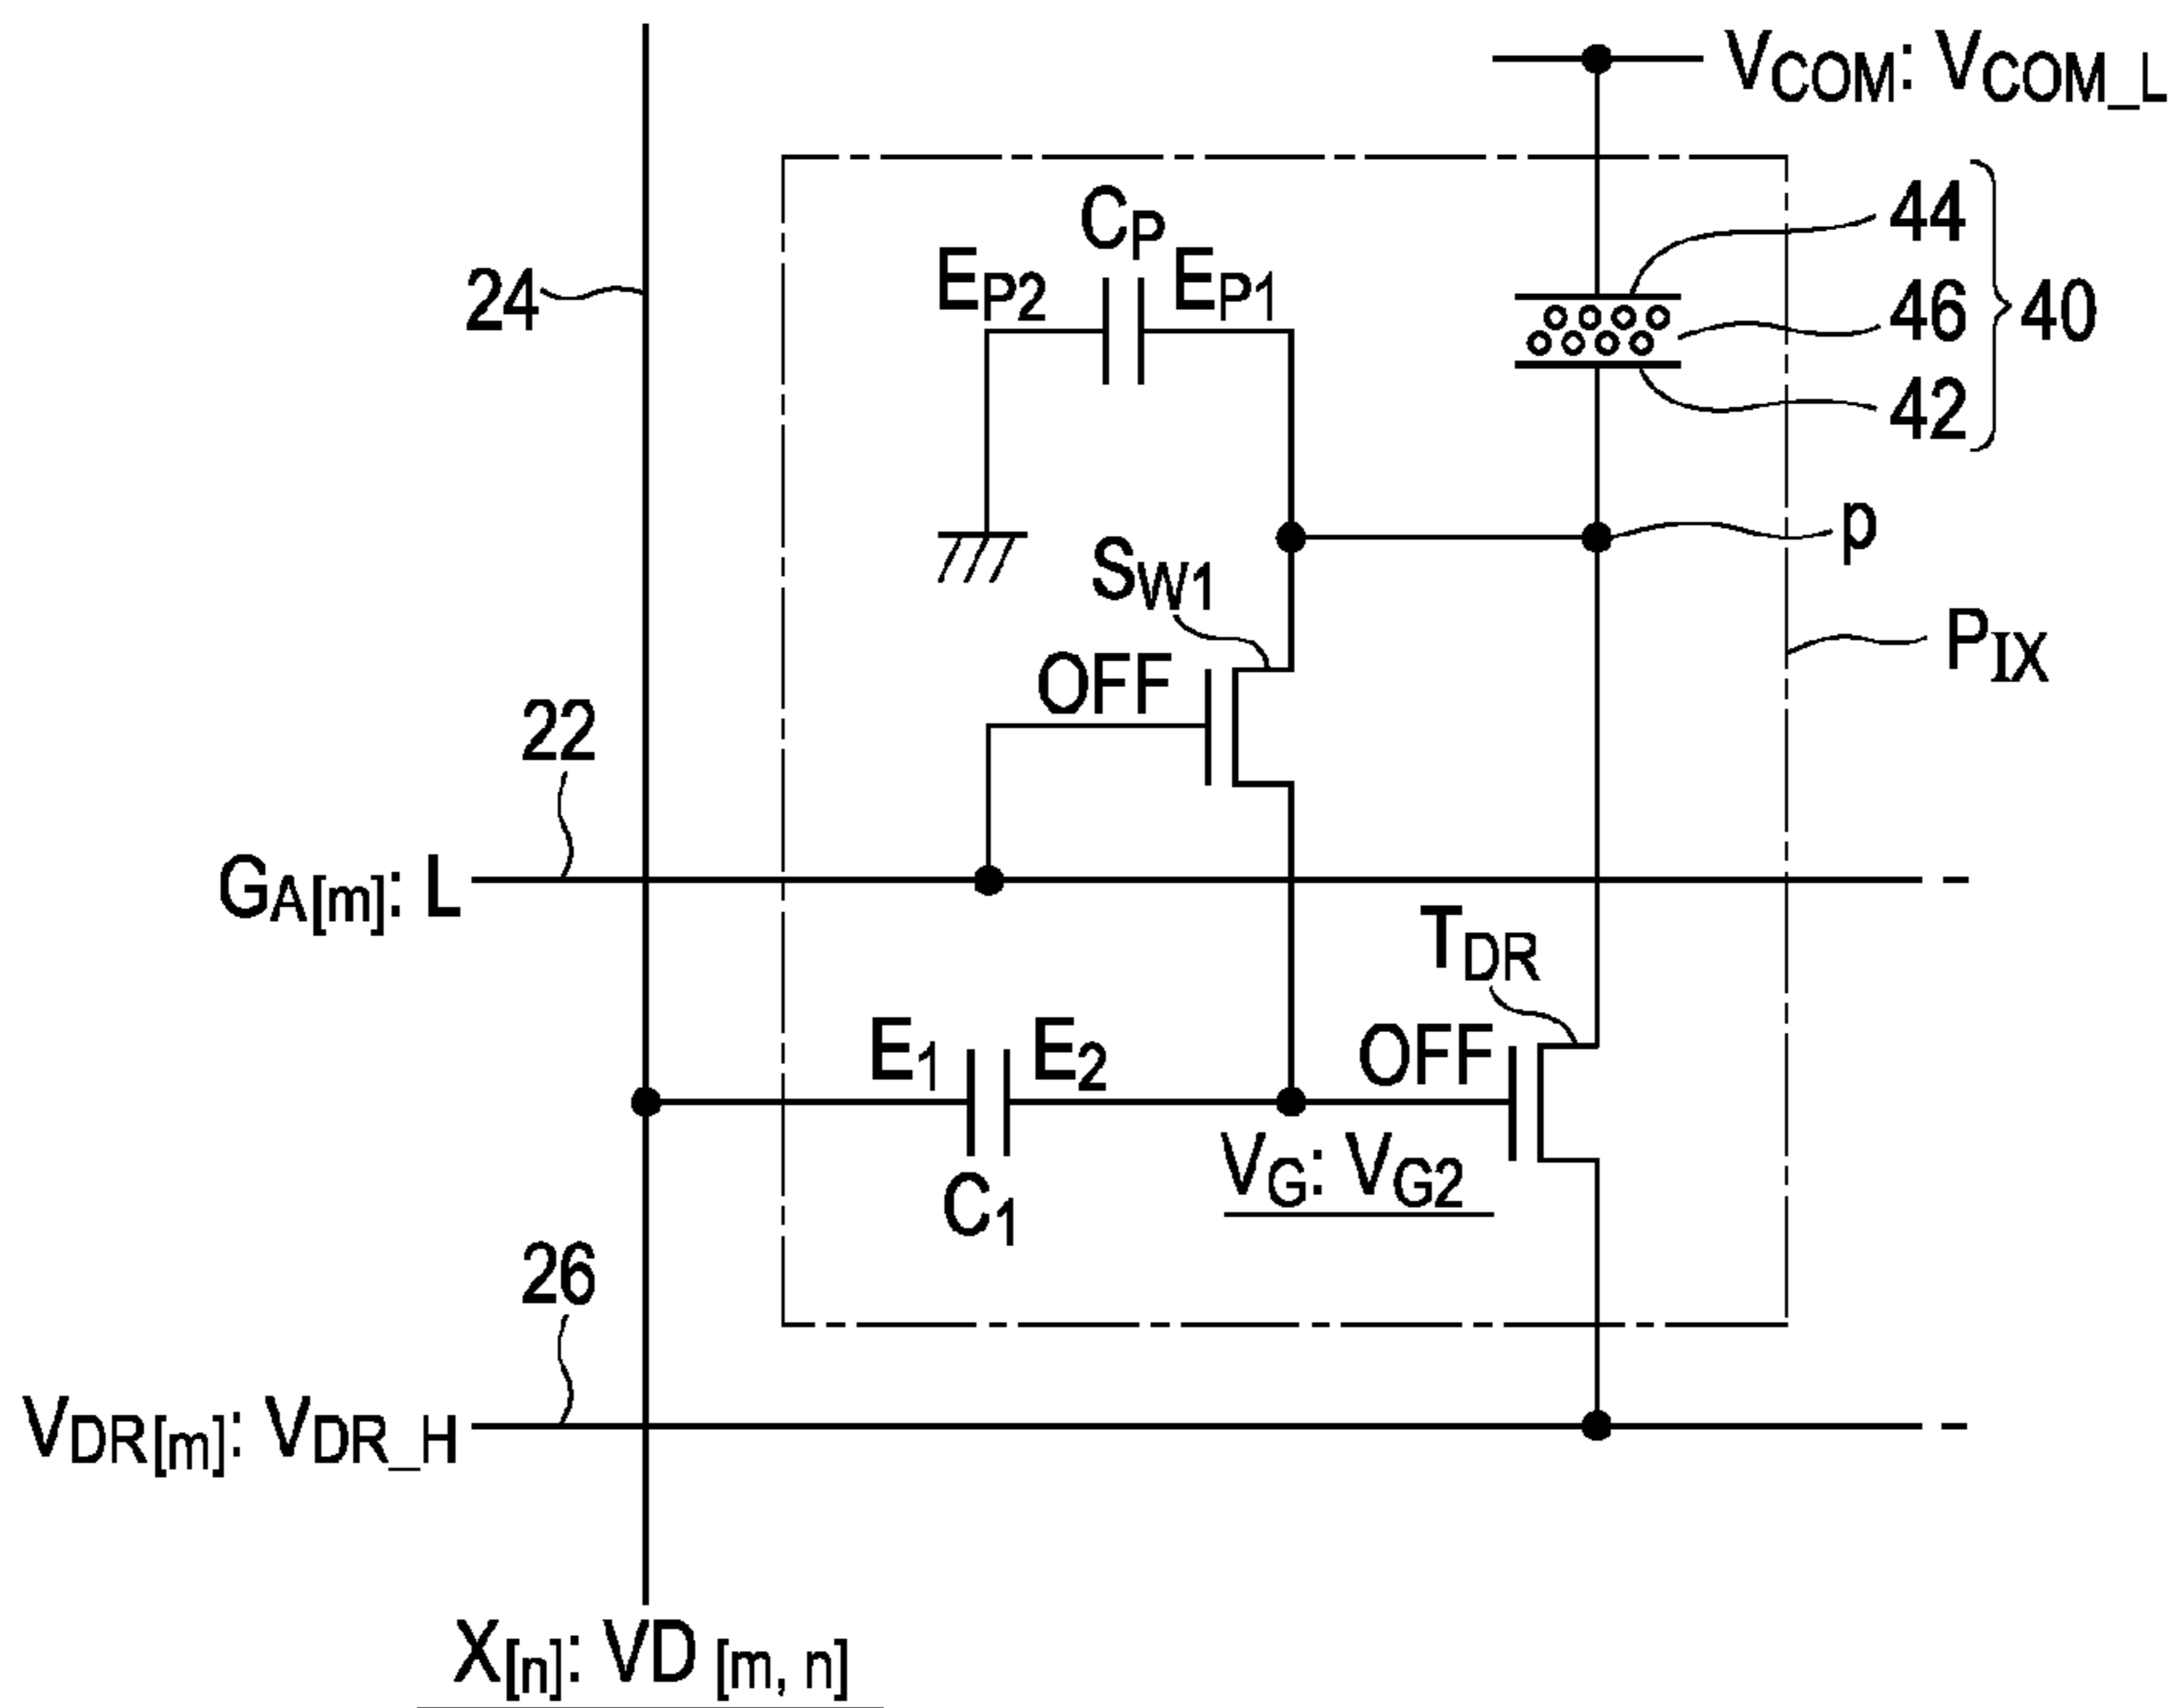 VCOM: VCOM_L
44
CP
EP2 EP1
24
46
40
42
p
SW1
PIX
OFF
22
GA[m]: L
TDR
E1 E2
OFF
VG: VG2
C1
26
VDR[m]: VDR_H
X[n]: VD [m, n]